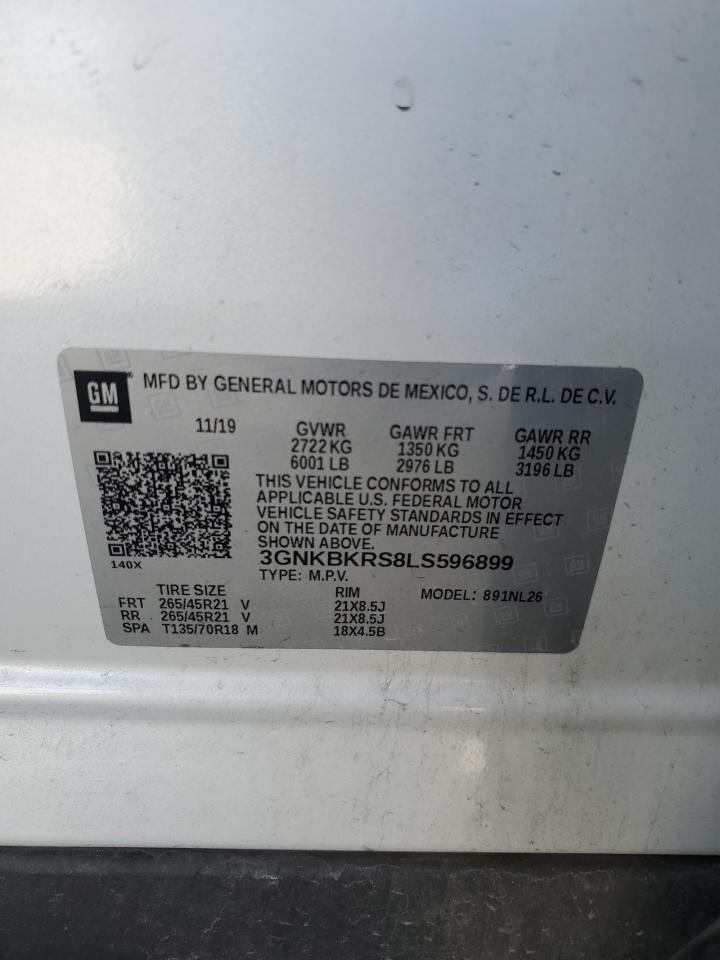 GM MFD BY GENERAL MOTORS DE MEXICO, S. DE R.L. DE C.V.
11/19 GVWR GAWR FRT GAWR RR
2722 KG 1350 KG 1450 KG
6001 LB 2976 LB 3196 LB
THIS VEHICLE CONFORMS TO ALL
APPLICABLE U.S. FEDERAL MOTOR
VEHICLE SAFETY STANDARDS IN EFFECT
ON THE DATE OF MANUFACTURE
SHOWN ABOVE.
140X 3GNKBKRS8LS596899
TYPE: M.P.V.
TIRE SIZE RIM MODEL: 891NL26
FRT 265/45R21 V 21X8.5J
RR 265/45R21 V 21X8.5J
SPA T135/70R18 M 18X4.5B